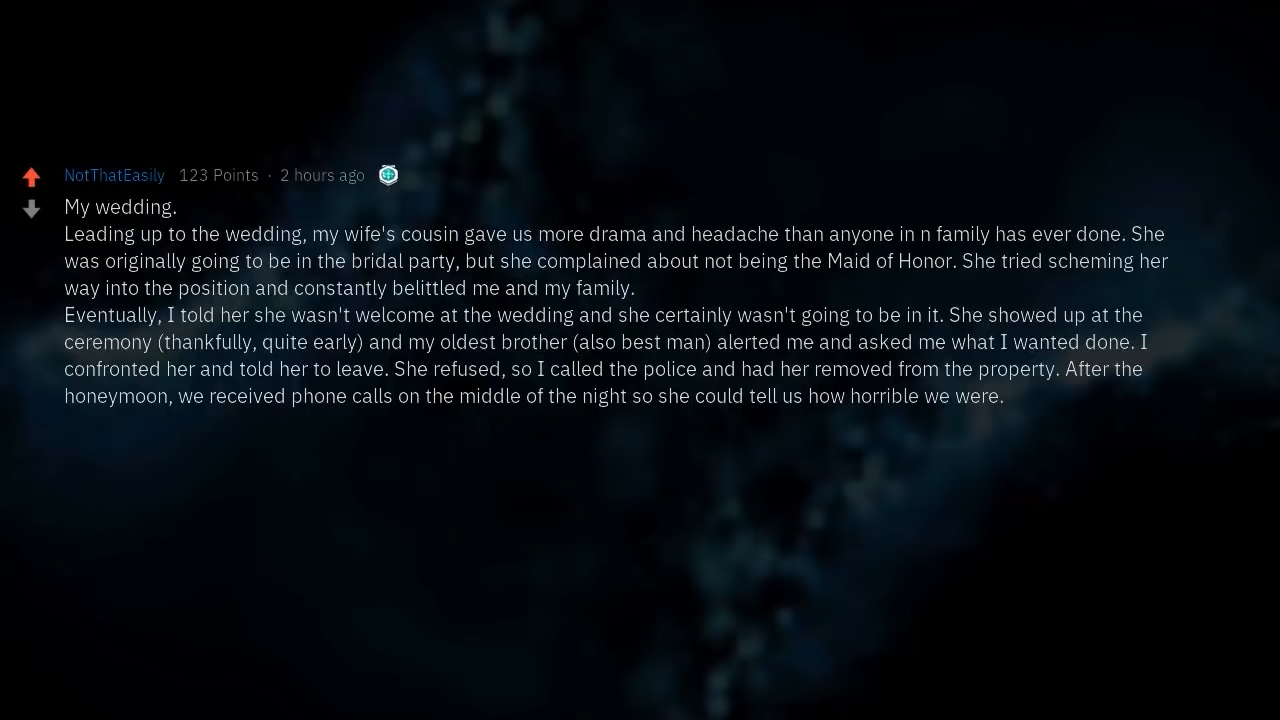 NotThatEasily 123 Points · 2 hours ago
My wedding.
Leading up to the wedding, my wife's cousin gave us more drama and headache than anyone in n family has ever done. She
was originally going to be in the bridal party, but she complained about not being the Maid of Honor. She tried scheming her
way into the position and constantly belittled me and my family.
Eventually, I told her she wasn't welcome at the wedding and she certainly wasn't going to be in it. She showed up at the
ceremony (thankfully, quite early) and my oldest brother (also best man) alerted me and asked me what I wanted done. I
confronted her and told her to leave. She refused, so I called the police and had her removed from the property. After the
honeymoon, we received phone calls on the middle of the night so she could tell us how horrible we were.